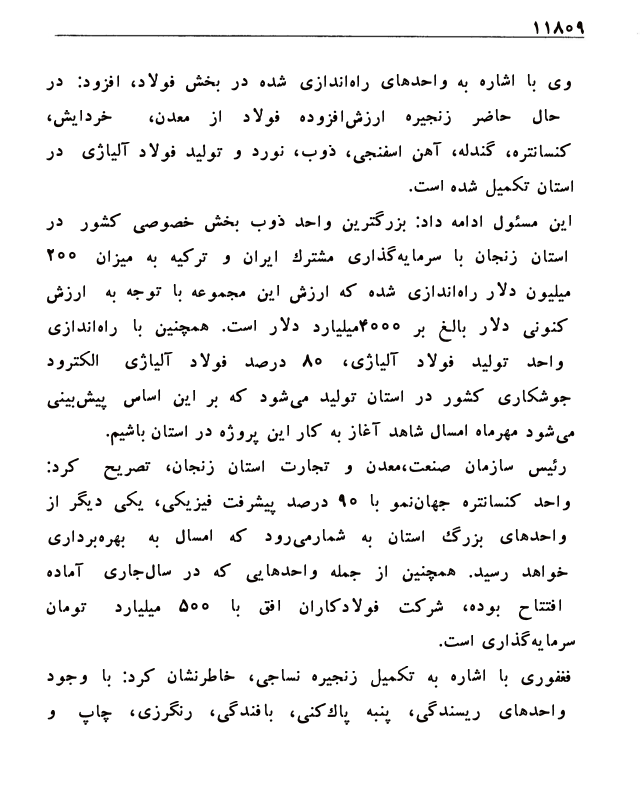 ۱۱۸۰۹
وی با اشاره به واحدهای راه‌اندازی شده در بخش فولاد، افزود: در
حال حاضر زنجیره ارزش‌افزوده فولاد از معدن، خردایش،
کنسانتره، گندله، آهن اسفنجی، ذوب، نورد و تولید فولاد آلیاژی در
استان تکمیل شده است.
این مسئول ادامه داد: بزرگترین واحد ذوب بخش خصوصی کشور در
استان زنجان با سرمایه‌گذاری مشترك ایران و ترکیه به میزان ۲۰۰
میلیون دلار راه‌اندازی شده که ارزش این مجموعه با توجه به ارزش
کنونی دلار بالغ بر ۴۰۰۰میلیارد دلار است. همچنین با راه‌اندازی
واحد تولید فولاد آلیاژی، ۸۰ درصد فولاد آلیاژی الکترود
جوشکاری کشور در استان تولید می‌شود که بر این اساس پیش‌بینی
می‌شود مهرماه امسال شاهد آغاز به کار این پروژه در استان باشیم.
رئیس سازمان صنعت،معدن و تجارت استان زنجان، تصریح کرد:
واحد کنسانتره جهان‌نمو با ۹۰ درصد پیشرفت فیزیکی، یکی دیگر از
واحدهای بزرگ استان به شمارمی‌رود که امسال به بهره‌برداری
خواهد رسید. همچنین از جمله واحدهایی که در سال‌جاری آماده
افتتاح بوده، شرکت فولادکاران افق با ۵۰۰ میلیارد تومان
سرمایه‌گذاری است.
فغفوری با اشاره به تکمیل زنجیره نساجی، خاطرنشان کرد: با وجود
واحدهای ریسندگی، پنبه پاك‌کنی، بافندگی، رنگرزی، چاپ و